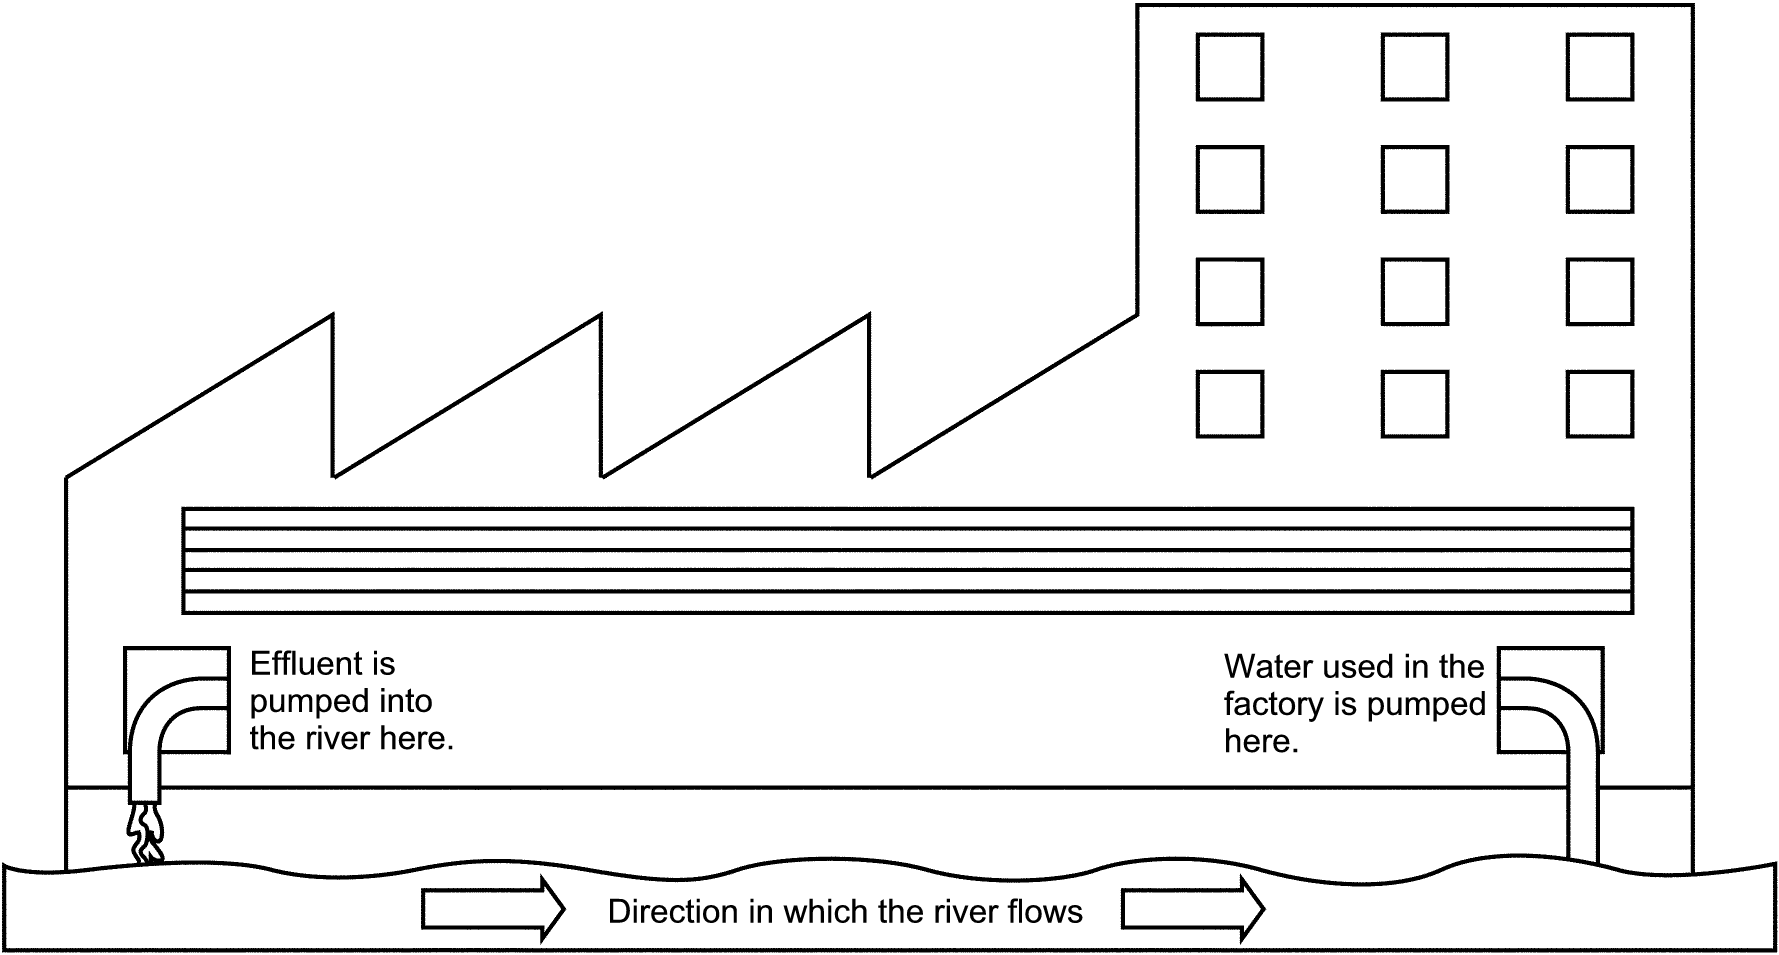 Effluent is
pumped into
the river here.
Water used in the
factory is pumped
here.
Direction in which the river flows